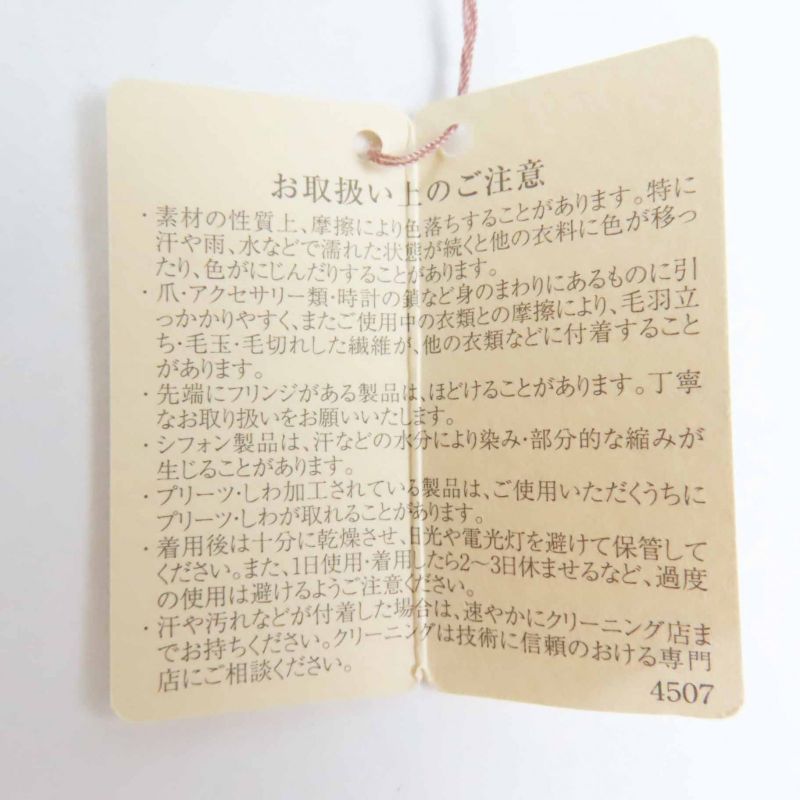 お取扱い上のご注意
・素材の性質上、摩擦により色落ちすることがあります。特に
汗や雨、水などで濡れた状態が続くと他の衣料に色が移っ
たり、色がにじんだりすることがあります。
・爪・アクセサリー類・時計の鎖など身のまわりにあるものに引
っかかりやすく、またご使用中の衣類との摩擦により、毛羽立
ち・毛玉・毛切れした繊維が、他の衣類などに付着すること
があります。
・先端にフリンジがある製品は、ほどけることがあります。丁寧
なお取り扱いをお願いいたします。
・シフォン製品は、汗などの水分により染み・部分的な縮みが
生じることがあります。
・プリーツ・しわ加工されている製品は、ご使用いただくうちに
プリーツ・しわが取れることがあります。
・着用後は十分に乾燥させ、日光や電光灯を避けて保管して
ください。また、1日使用・着用したら2〜3日休ませるなど、過度
の使用は避けるようご注意ください。
・汗や汚れなどが付着した場合は、速やかにクリーニング店ま
でお持ちください。クリーニングは技術に信頼のおける専門
店にご相談ください。
4507